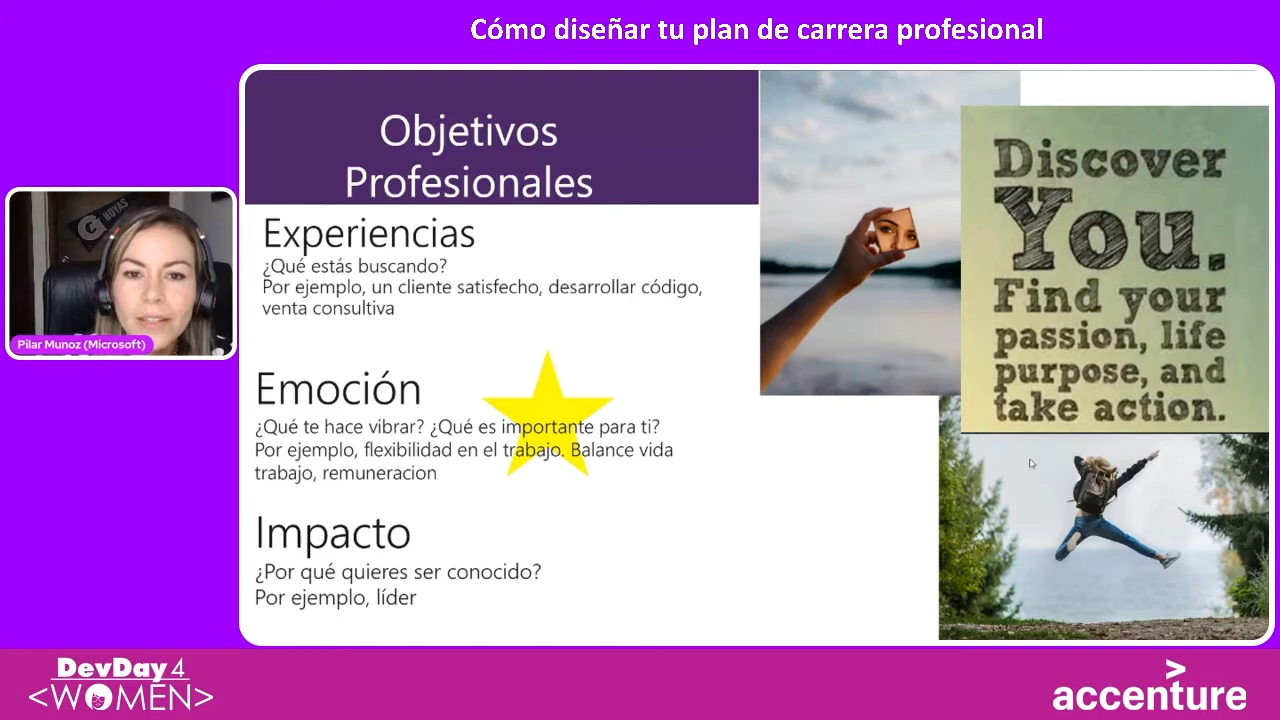 Cómo diseñar tu plan de carrera profesional
Objetivos
Profesionales
Experiencias
¿Qué estás buscando?
Por ejemplo, un cliente satisfecho, desarrollar código,
venta consultiva
Emoción
¿Qué te hace vibrar? ¿Qué es importante para ti?
Por ejemplo, flexibilidad en el trabajo. Balance vida
trabajo, remuneracion
Impacto
¿Por qué quieres ser conocido?
Por ejemplo, líder
Discover
You.
Find your
passion, life
purpose, and
take action.
HOYAS
Pilar Munoz (Microsoft)
DevDay4
<WOMEN>
accenture